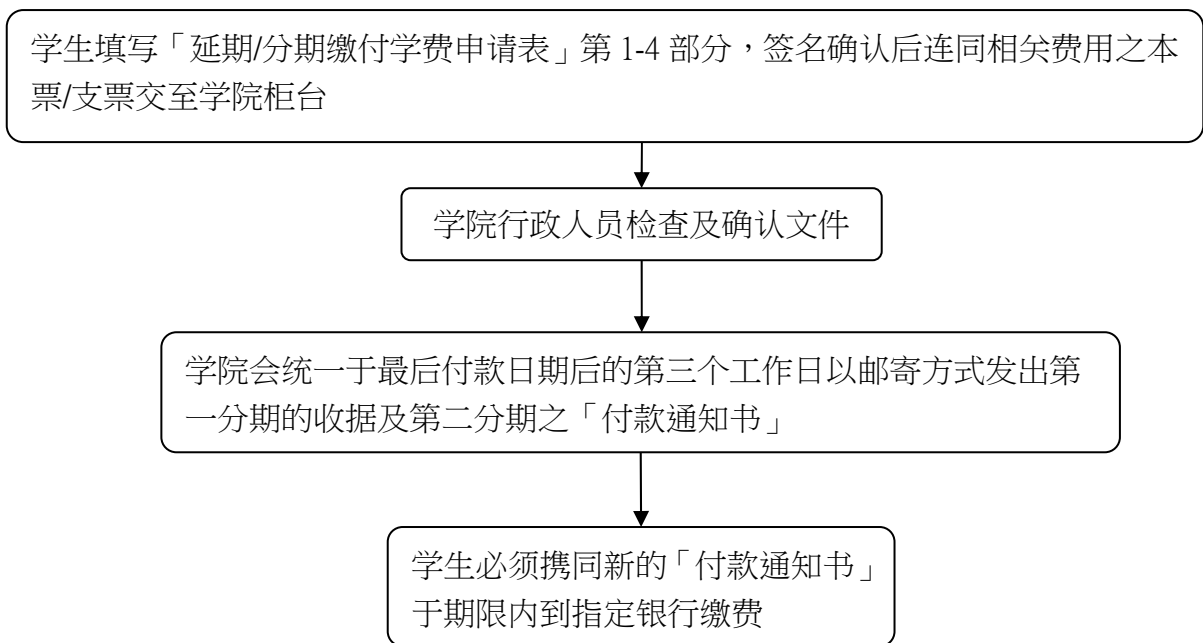 学生填写「延期/分期缴付学费申请表」第 1-4 部分，签名确认后连同相关费用之本
票/支票交至学院柜台
学院行政人员检查及确认文件
学院会统一于最后付款日期后的第三个工作日以邮寄方式发出第
一分期的收据及第二分期之「付款通知书」
学生必须携同新的「付款通知书」
于期限内到指定银行缴费